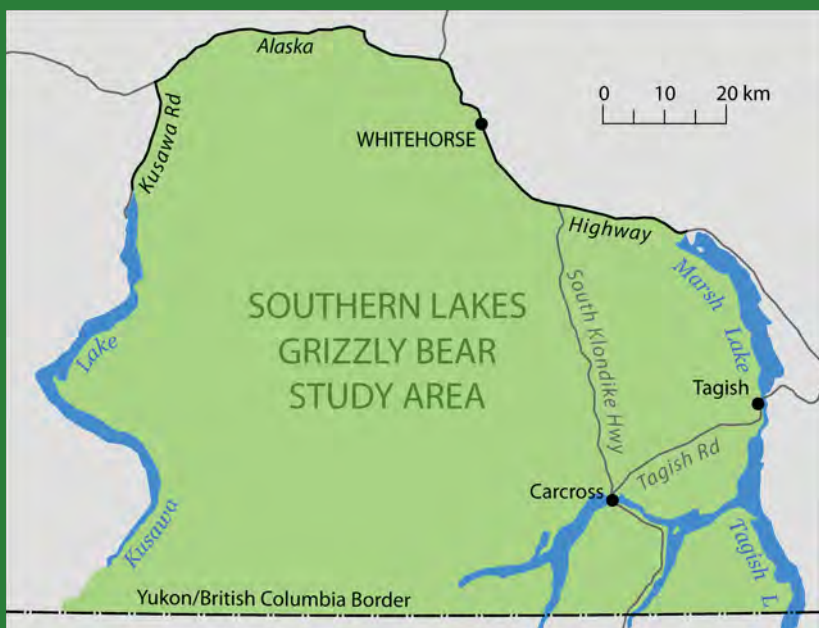 Alaska
Kusawa Rd
0 10 20 km
WHITEHORSE
Highway
Marsh Lake
South Klondike Hwy
SOUTHERN LAKES
GRIZZLY BEAR
STUDY AREA
Lake
Tagish
Tagish Rd
Carcross
Kusawa
Tagish L
Yukon/British Columbia Border